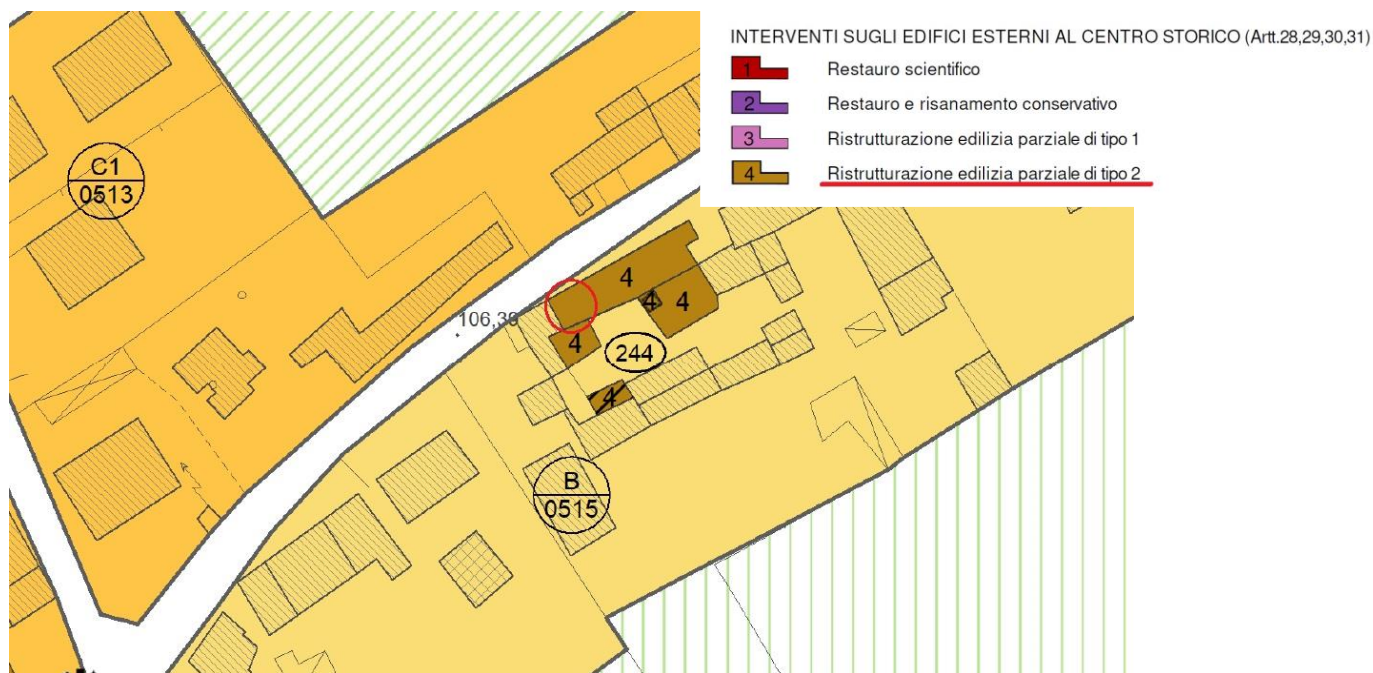 INTERVENTI SUGLI EDIFICI ESTERNI AL CENTRO STORICO (Artt.28,29,30,31)
1 Restauro scientifico
2 Restauro e risanamento conservativo
3 Ristrutturazione edilizia parziale di tipo 1
4 Ristrutturazione edilizia parziale di tipo 2
C1
0513
4
4
4
106,39
4
244
4
B
0515